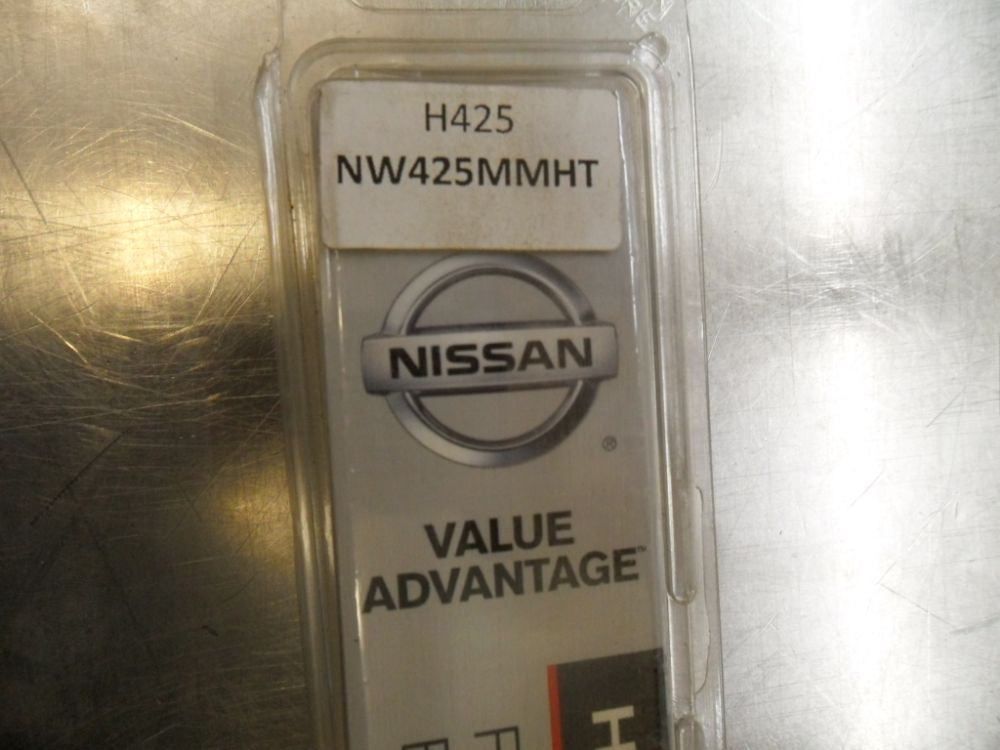 H425
NW425MMHT
NISSAN
®
VALUE
ADVANTAGE™
H